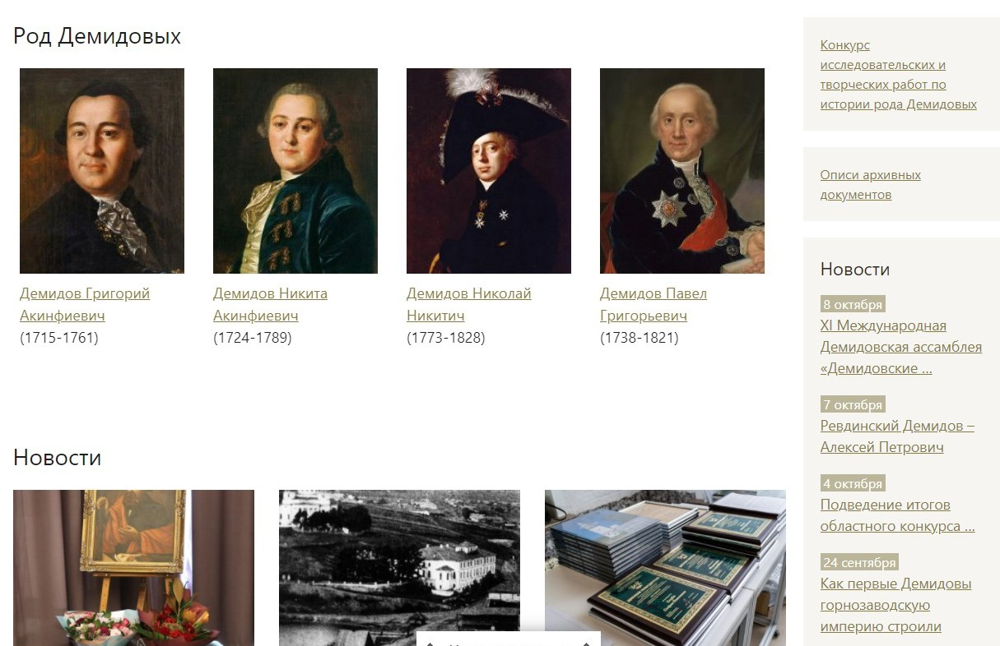 Род Демидовых
Демидов Григорий
Акинфиевич
(1715-1761)
Демидов Никита
Акинфиевич
(1724-1789)
Демидов Николай
Никитич
(1773-1828)
Демидов Павел
Григорьевич
(1738-1821)
Новости
Конкурс
исследовательских и
творческих работ по
истории рода Демидовых
Описи архивных
документов
Новости
8 октября
XI Международная
Демидовская ассамблея
«Демидовские ...
7 октября
Ревдинский Демидов –
Алексей Петрович
4 октября
Подведение итогов
областного конкурса ...
24 сентября
Как первые Демидовы
горнозаводскую
империю строили